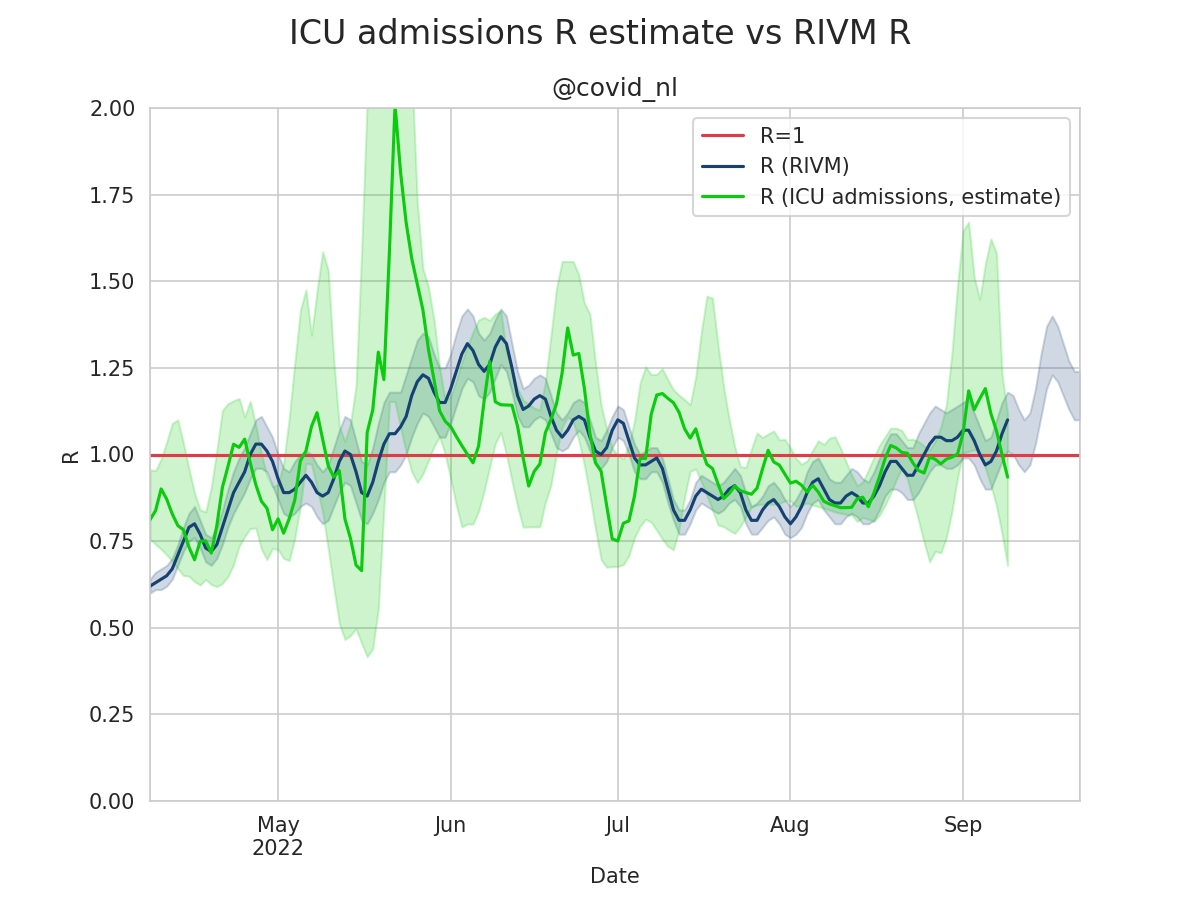 ICU admissions R estimate vs RIVM R
@covid_nl
R=1
R (RIVM)
R (ICU admissions, estimate)
2.00
1.75
1.50
1.25
1.00
0.75
0.50
0.25
0.00
R
May Jun Jul Aug Sep
2022
Date